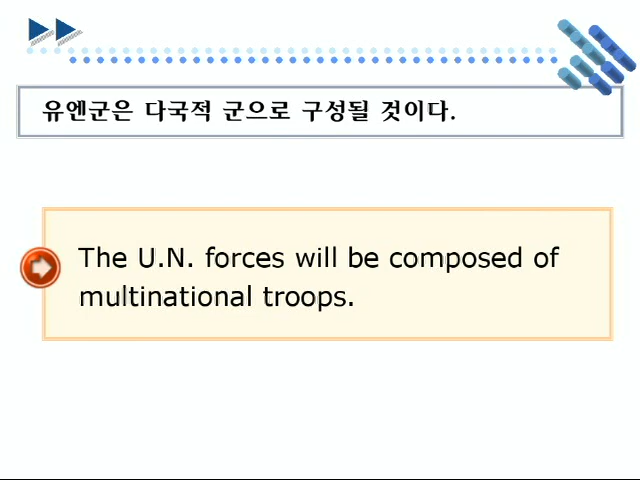 유엔군은 다국적 군으로 구성될 것이다.
The U.N. forces will be composed of
multinational troops.